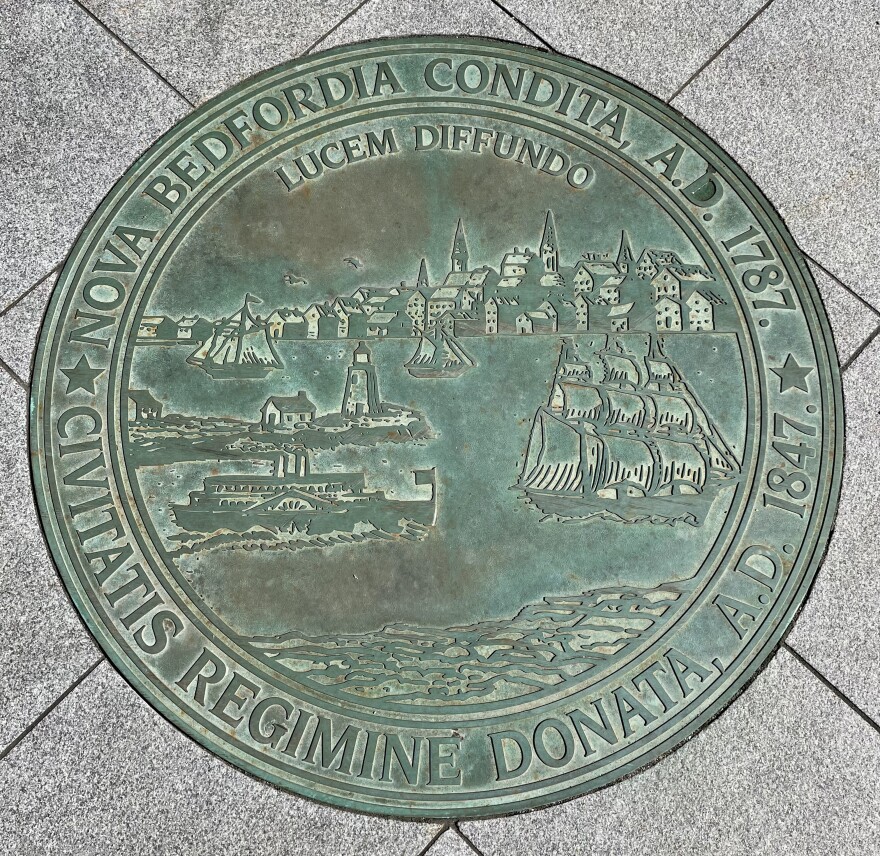 NOVA BEDFORDIA CONDITA, A.D. 1787.
LUCEM DIFFUNDO
CIVITATIS REGIMINE DONATA, A.D. 1847.